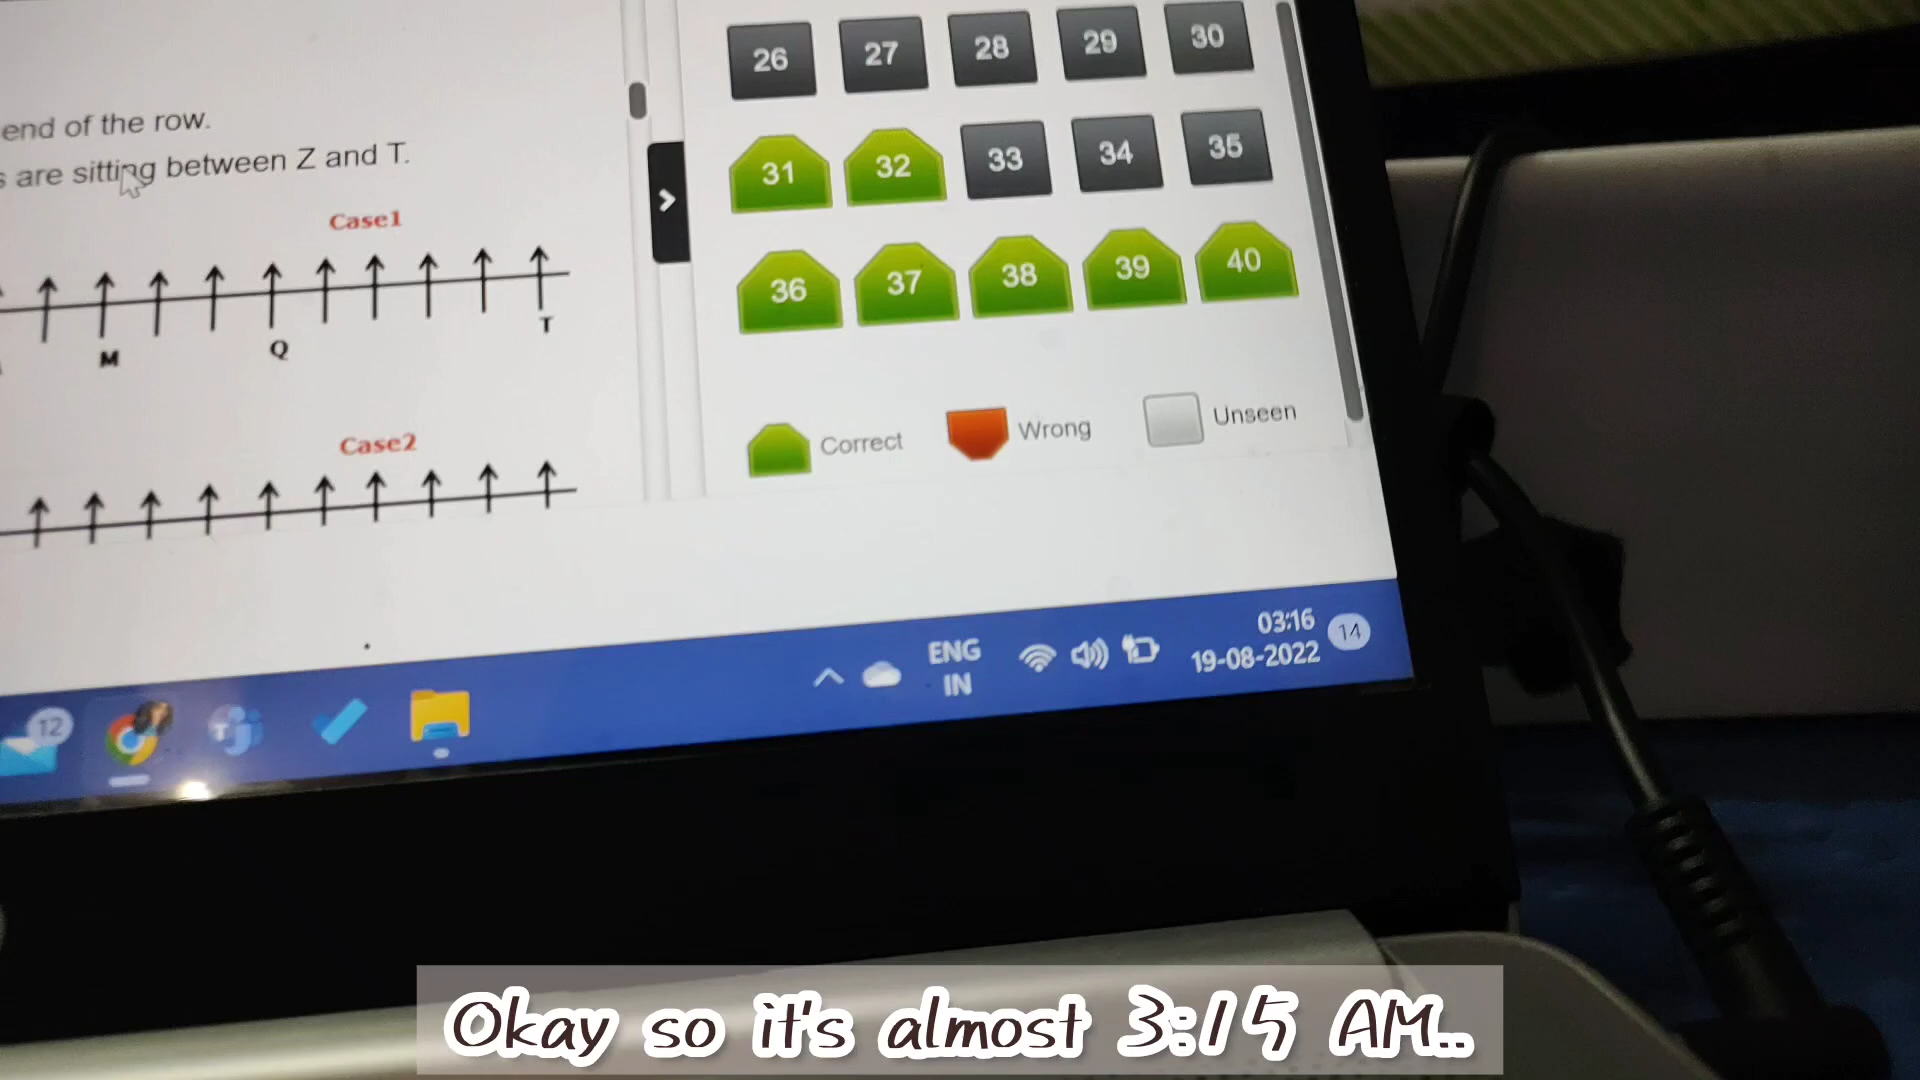 end of the row.
s are sitting between Z and T.
Case1
M
Q
T
Case2
26 27 28 29 30
31 32 33 34 35
36 37 38 39 40
Correct Wrong Unseen
12
ENG
IN
03:16
19-08-2022
14
Okay so it's almost 3:15 AM..